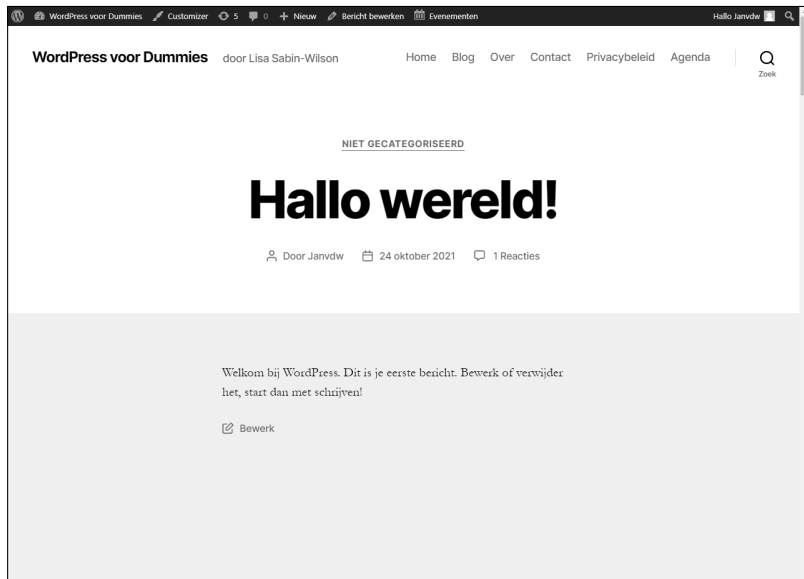 WordPress voor Dummies Customizer 5 0 Nieuw Bericht bewerken Evenementen Hallo Janvdw
WordPress voor Dummies door Lisa Sabin-Wilson Home Blog Over Contact Privacybeleid Agenda
Zoek
NIET GECATEGORISEERD
Hallo wereld!
Door Janvdw 24 oktober 2021 1 Reacties
Welkom bij WordPress. Dit is je eerste bericht. Bewerk of verwijder
het, start dan met schrijven!
Bewerk